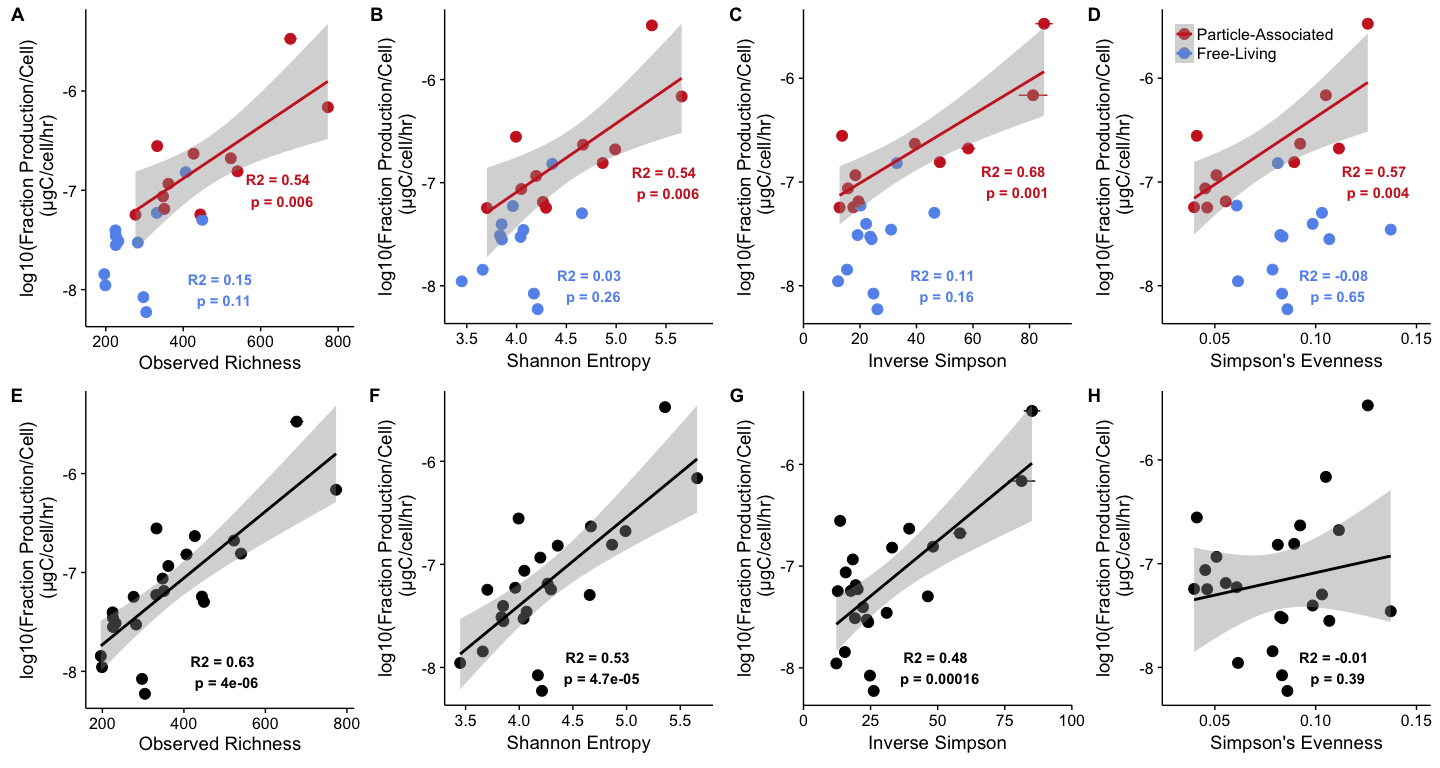 A
log10(Fraction Production/Cell)
(µgC/cell/hr)
-6
-7
-8
R2 = 0.54
p = 0.006
R2 = 0.15
p = 0.11
200
400
600
800
Observed Richness
B
log10(Fraction Production/Cell)
(µgC/cell/hr)
-6
-7
-8
R2 = 0.54
p = 0.006
R2 = 0.03
p = 0.26
3.5
4.0
4.5
5.0
5.5
Shannon Entropy
C
log10(Fraction Production/Cell)
(µgC/cell/hr)
-6
-7
-8
R2 = 0.68
p = 0.001
R2 = 0.11
p = 0.16
0
20
40
60
80
Inverse Simpson
D
Particle-Associated
Free-Living
log10(Fraction Production/Cell)
(µgC/cell/hr)
-6
-7
-8
R2 = 0.57
p = 0.004
R2 = -0.08
p = 0.65
0.05
0.10
0.15
Simpson's Evenness
E
log10(Fraction Production/Cell)
(µgC/cell/hr)
-6
-7
-8
R2 = 0.63
p = 4e-06
200
400
600
800
Observed Richness
F
log10(Fraction Production/Cell)
(µgC/cell/hr)
-6
-7
-8
R2 = 0.53
p = 4.7e-05
3.5
4.0
4.5
5.0
5.5
Shannon Entropy
G
log10(Fraction Production/Cell)
(µgC/cell/hr)
-6
-7
-8
R2 = 0.48
p = 0.00016
0
25
50
75
100
Inverse Simpson
H
log10(Fraction Production/Cell)
(µgC/cell/hr)
-6
-7
-8
R2 = -0.01
p = 0.39
0.05
0.10
0.15
Simpson's Evenness